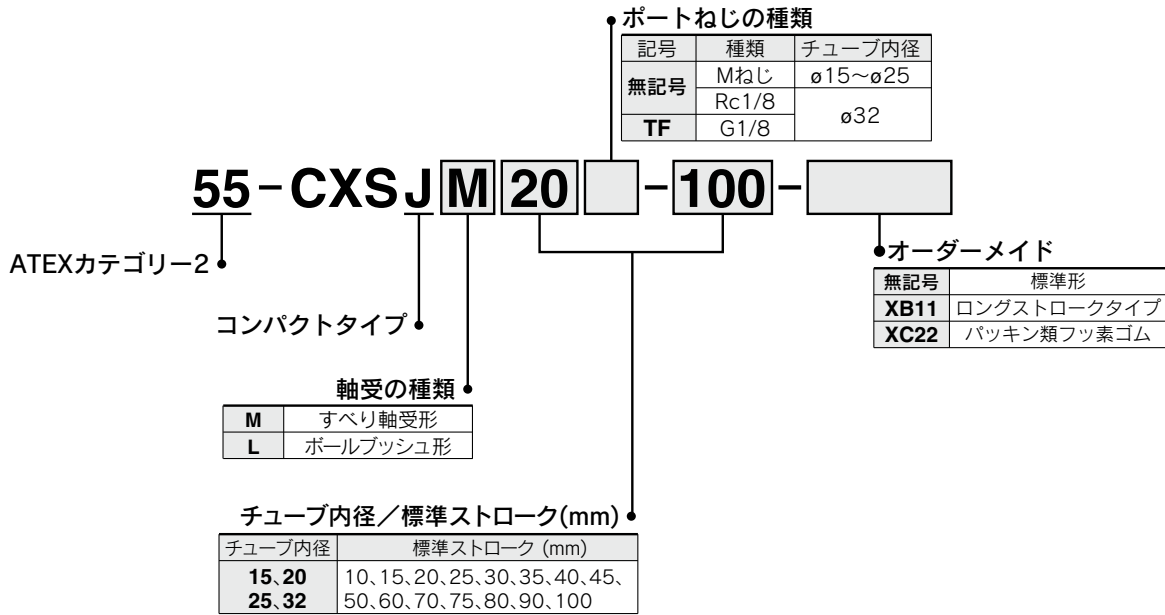 ポートねじの種類
記号 種類 チューブ内径
無記号 Mねじ ø15～ø25
Rc1/8 ø32
TF G1/8
55-CXSJM20 -100-
ATEXカテゴリー2
コンパクトタイプ
オーダーメイド
無記号 標準形
XB11 ロングストロークタイプ
XC22 パッキン類フッ素ゴム
軸受の種類
M すべり軸受形
L ボールブッシュ形
チューブ内径／標準ストローク(mm)
チューブ内径 標準ストローク (mm)
15、20 10、15、20、25、30、35、40、45、
25、32 50、60、70、75、80、90、100